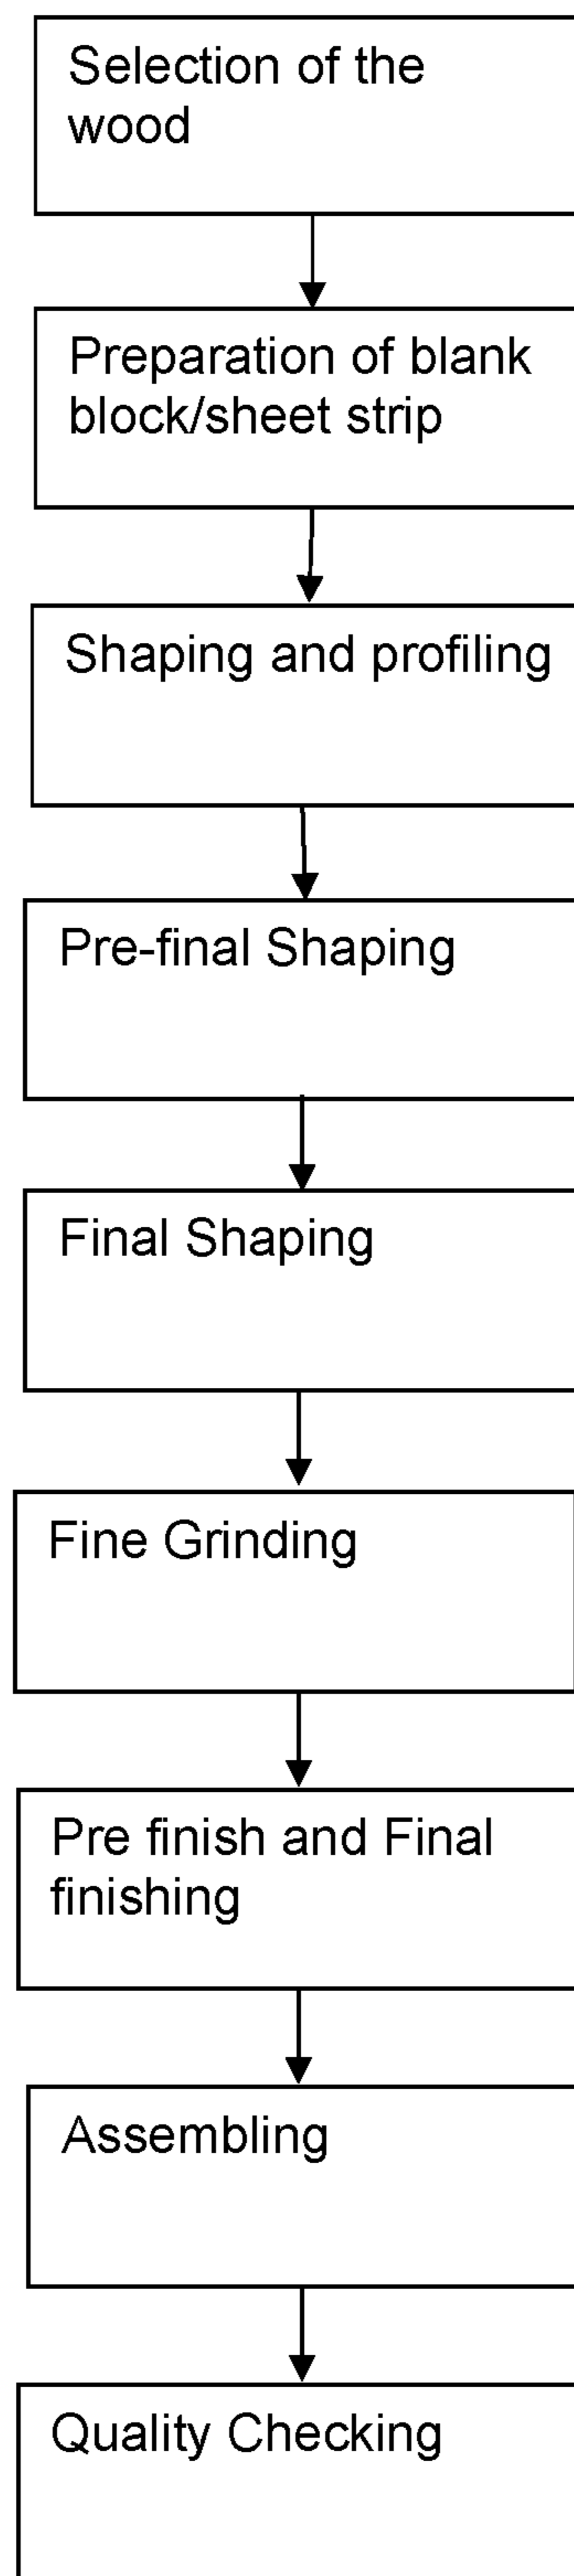 Selection of the
wood
Preparation of blank
block/sheet strip
Shaping and profiling
Pre-final Shaping
Final Shaping
Fine Grinding
Pre finish and Final
finishing
Assembling
Quality Checking